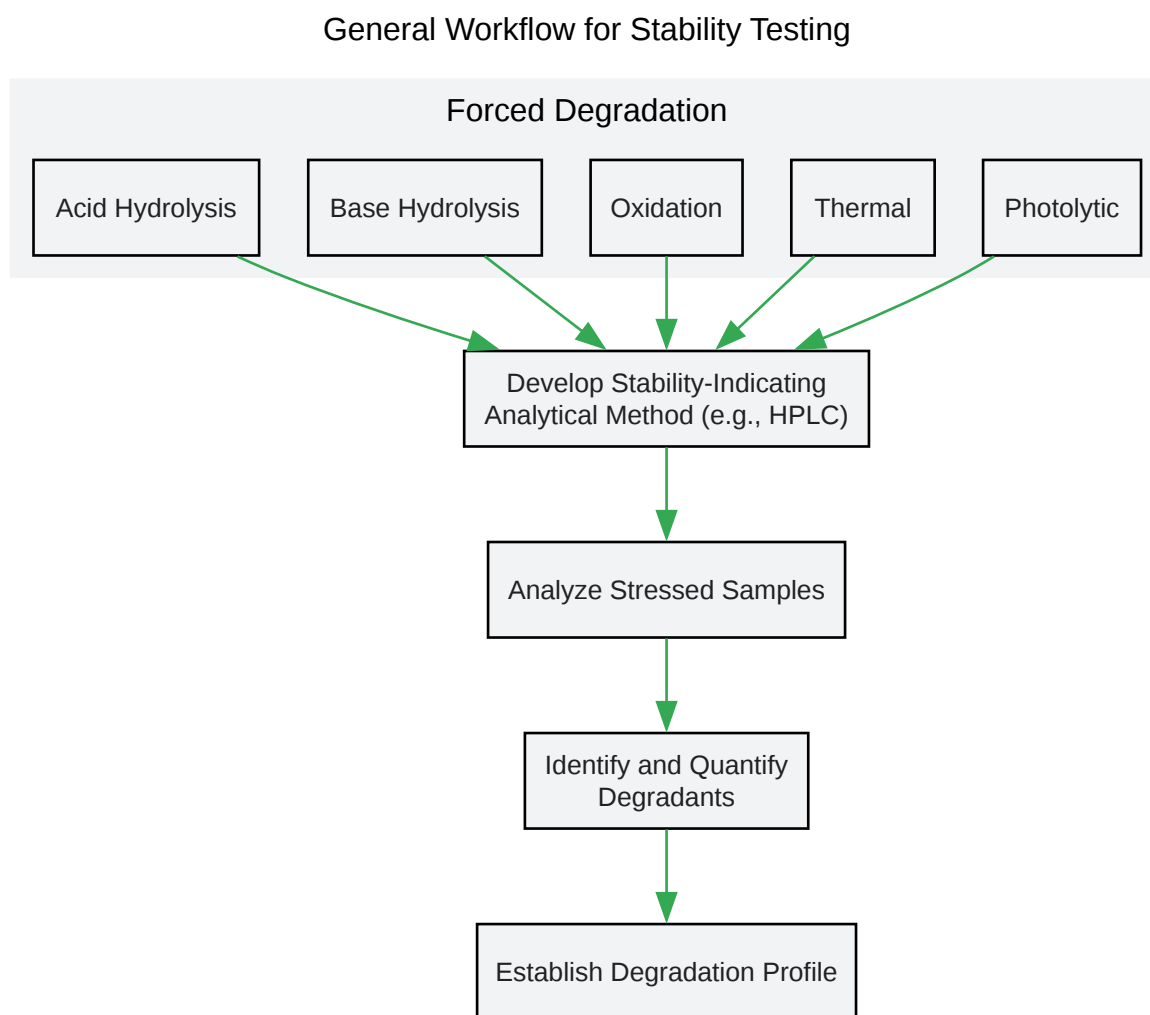 General Workflow for Stability Testing
Forced Degradation
Acid Hydrolysis
Base Hydrolysis
Oxidation
Thermal
Photolytic
Develop Stability-Indicating
Analytical Method (e.g., HPLC)
Analyze Stressed Samples
Identify and Quantify
Degradants
Establish Degradation Profile